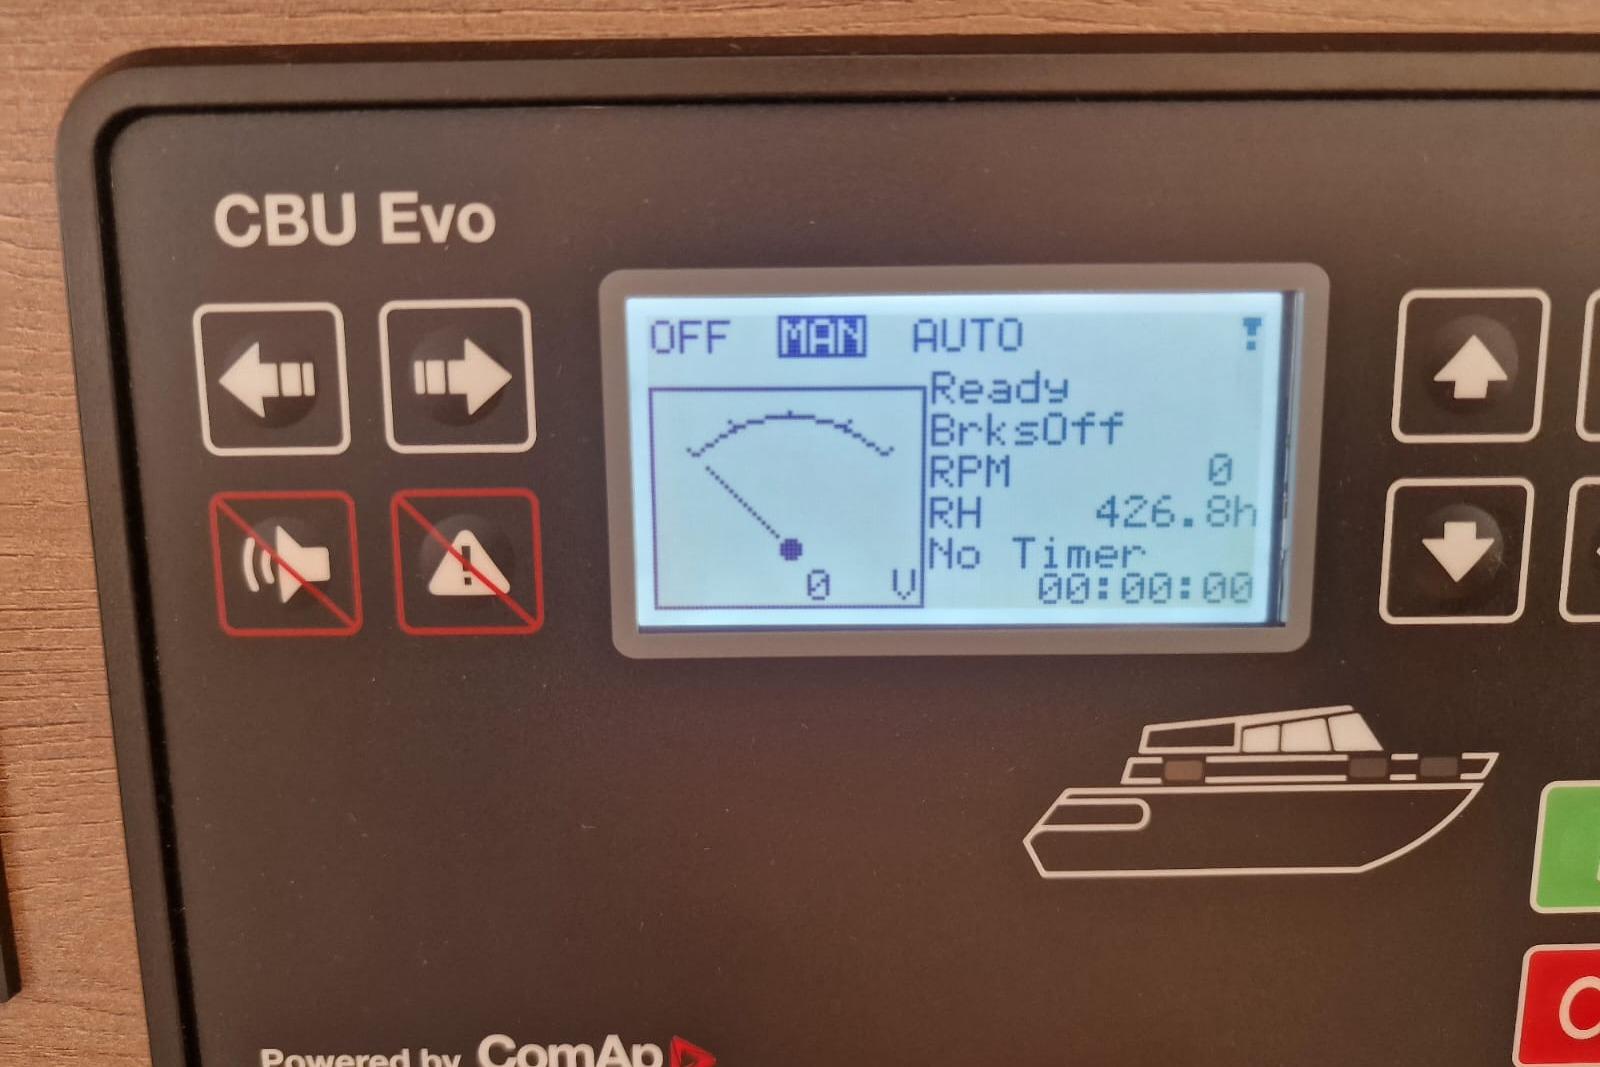 CBU Evo
OFF MAN AUTO !
Ready
BrksOff
RPM 0
RH 426.8h
No Timer
00:00:00
0 V
Powered by ComAp